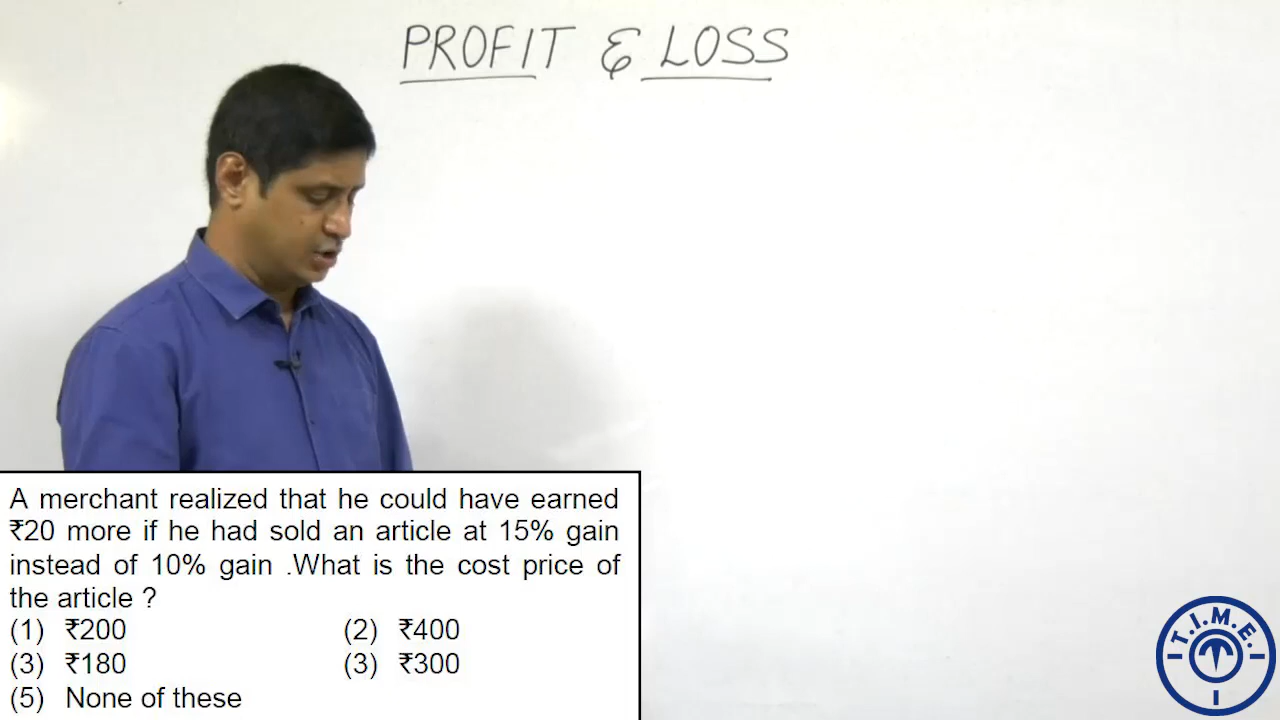 PROFIT & LOSS
A merchant realized that he could have earned
₹20 more if he had sold an article at 15% gain
instead of 10% gain .What is the cost price of
the article ?
(1) ₹200 (2) ₹400
(3) ₹180 (3) ₹300
(5) None of these
T.I.M.E.